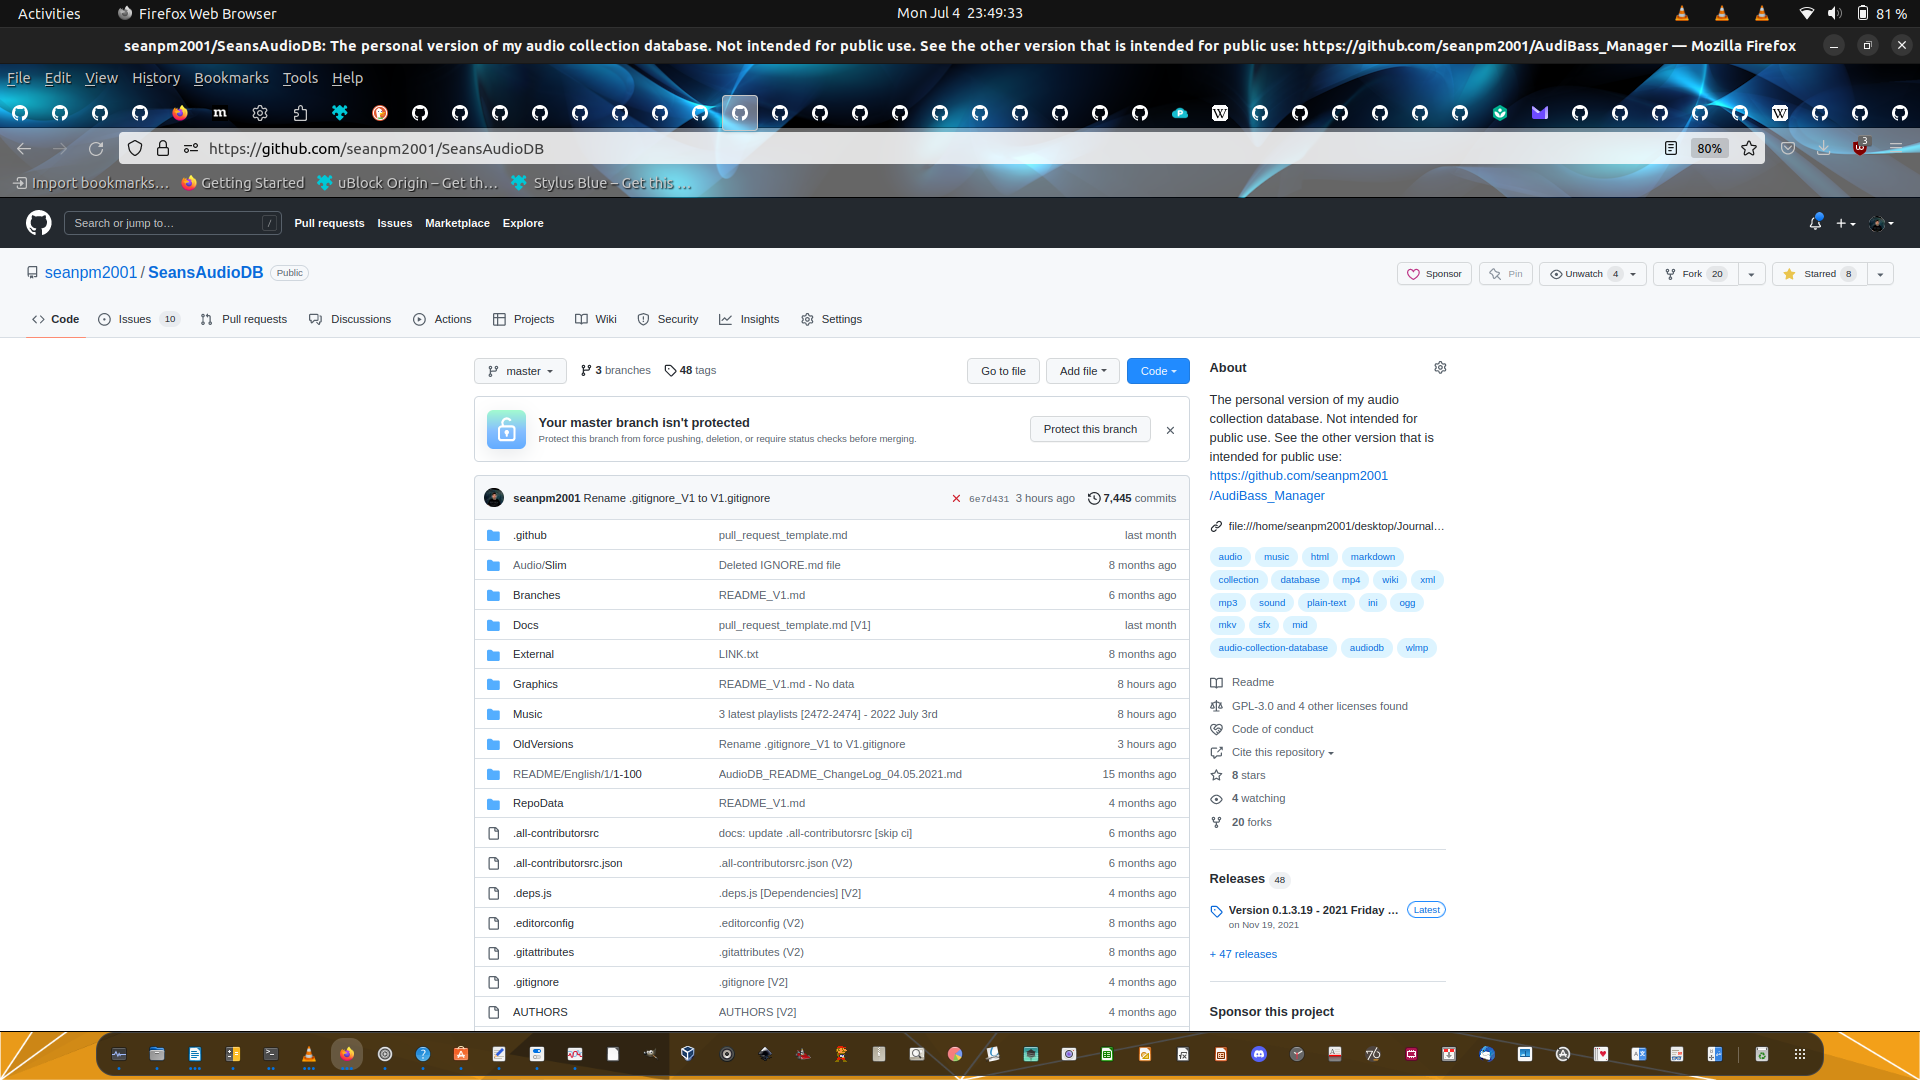 Activities
Firefox Web Browser
Mon Jul 4 23:49:33
81 %
seanpm2001/SeansAudioDB: The personal version of my audio collection database. Not intended for public use. See the other version that is intended for public use: https://github.com/seanpm2001/AudiBass_Manager — Mozilla Firefox
File Edit View History Bookmarks Tools Help
https://github.com/seanpm2001/SeansAudioDB
80%
3
Import bookmarks… Getting Started uBlock Origin – Get th… Stylus Blue – Get this …
Search or jump to… /
Pull requests Issues Marketplace Explore
seanpm2001 / SeansAudioDB Public
Sponsor Pin Unwatch 4 Fork 20 Starred 8
Code Issues 10 Pull requests Discussions Actions Projects Wiki Security Insights Settings
master 3 branches 48 tags
Go to file Add file Code
Your master branch isn't protected
Protect this branch from force pushing, deletion, or require status checks before merging.
Protect this branch
seanpm2001 Rename .gitignore_V1 to V1.gitignore 6e7d431 3 hours ago 7,445 commits
.github pull_request_template.md last month
Audio/Slim Deleted IGNORE.md file 8 months ago
Branches README_V1.md 6 months ago
Docs pull_request_template.md [V1] last month
External LINK.txt 8 months ago
Graphics README_V1.md - No data 8 hours ago
Music 3 latest playlists [2472-2474] - 2022 July 3rd 8 hours ago
OldVersions Rename .gitignore_V1 to V1.gitignore 3 hours ago
README/English/1/1-100 AudioDB_README_ChangeLog_04.05.2021.md 15 months ago
RepoData README_V1.md 4 months ago
.all-contributorsrc docs: update .all-contributorsrc [skip ci] 6 months ago
.all-contributorsrc.json .all-contributorsrc.json (V2) 6 months ago
.deps.js .deps.js [Dependencies] [V2] 4 months ago
.editorconfig .editorconfig (V2) 8 months ago
.gitattributes .gitattributes (V2) 8 months ago
.gitignore .gitignore [V2] 4 months ago
AUTHORS AUTHORS [V2] 4 months ago
About
The personal version of my audio
collection database. Not intended for
public use. See the other version that is
intended for public use:
https://github.com/seanpm2001
/AudiBass_Manager
file:///home/seanpm2001/desktop/Journal…
audio music html markdown
collection database mp4 wiki xml
mp3 sound plain-text ini ogg
mkv sfx mid
audio-collection-database audiodb wlmp
Readme
GPL-3.0 and 4 other licenses found
Code of conduct
Cite this repository
8 stars
4 watching
20 forks
Releases 48
Version 0.1.3.19 - 2021 Friday … Latest
on Nov 19, 2021
+ 47 releases
Sponsor this project